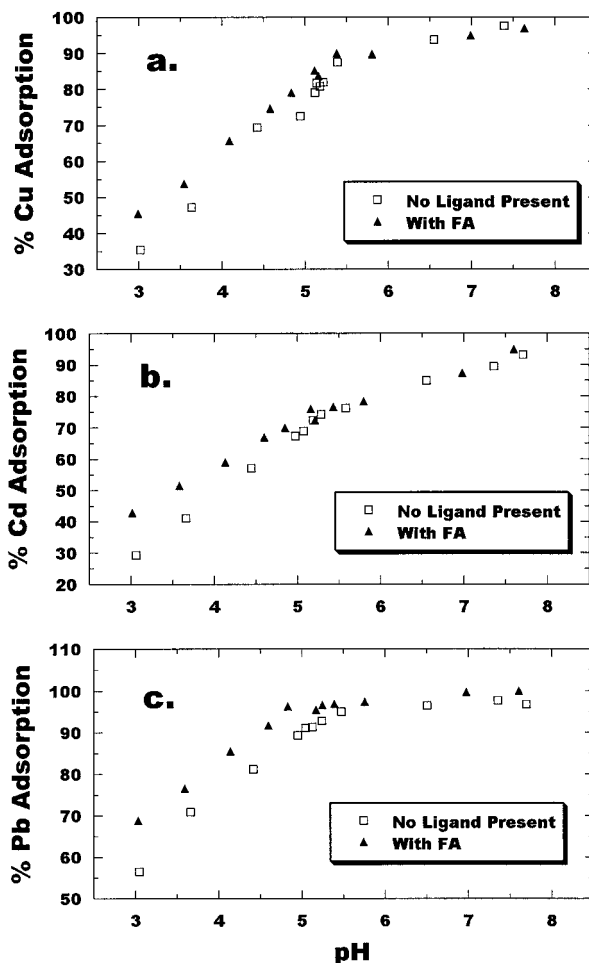 100
90
80
70
60
50
40
30
% Cu Adsorption
a.
No Ligand Present
With FA
3 4 5 6 7 8
100
90
80
70
60
50
40
30
20
% Cd Adsorption
b.
No Ligand Present
With FA
3 4 5 6 7 8
110
100
90
80
70
60
50
% Pb Adsorption
c.
No Ligand Present
With FA
3 4 5 6 7 8
pH